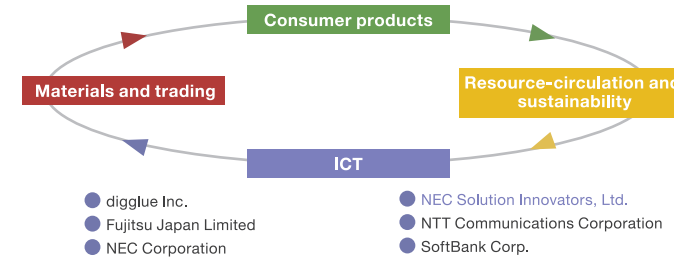 Consumer products
Materials and trading
Resource-circulation and
sustainability
ICT
digglue Inc.
Fujitsu Japan Limited
NEC Corporation
NEC Solution Innovators, Ltd.
NTT Communications Corporation
SoftBank Corp.